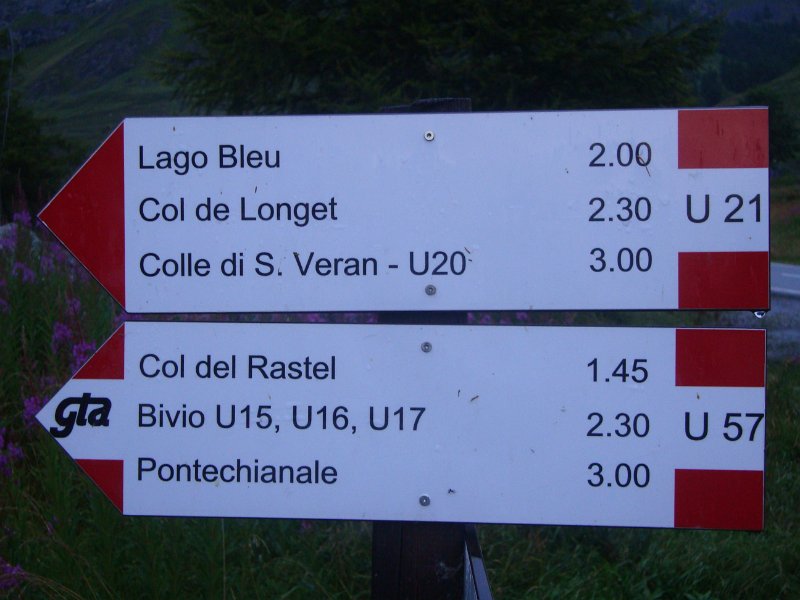 Lago Bleu 2.00
Col de Longet 2.30 U 21
Colle di S. Veran - U20 3.00
Col del Rastel 1.45
gta Bivio U15, U16, U17 2.30 U 57
Pontechianale 3.00